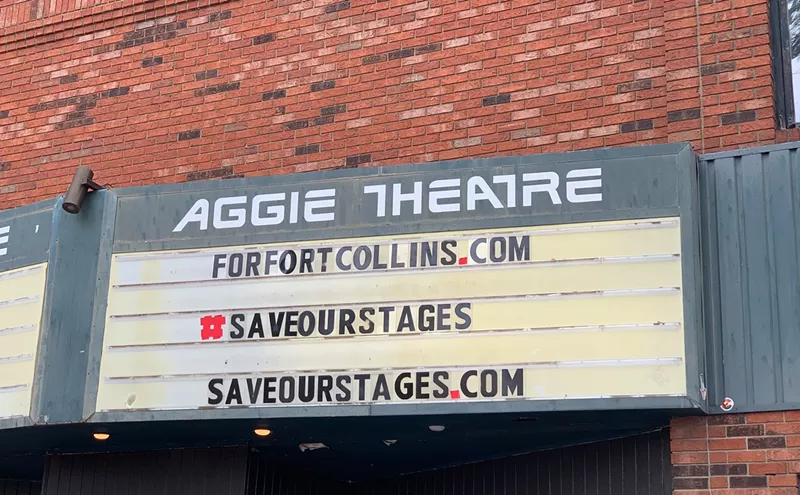 AGGIE THEATRE
FORFORTCOLLINS.COM
#SAVEOURSTAGES
SAVEOURSTAGES.COM